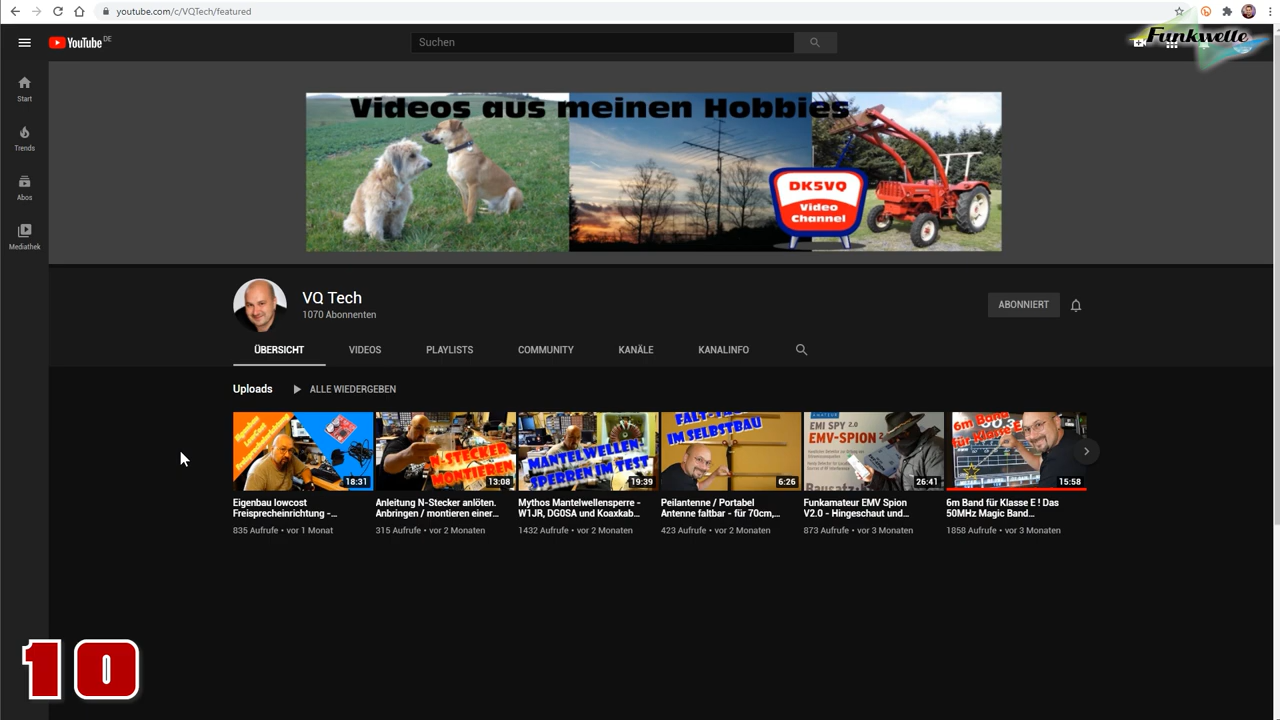 youtube.com/c/VQTech/featured
YouTube DE
Suchen
Funkwelle
Start
Trends
Abos
Mediathek
Videos aus meinen Hobbies
DK5VQ
Video
Channel
VQ Tech
1070 Abonnenten
ABONNIERT
ÜBERSICHT
VIDEOS
PLAYLISTS
COMMUNITY
KANÄLE
KANALINFO
Uploads
ALLE WIEDERGEBEN
18:31
N-STECKER
MONTIEREN
13:08
MANTELWELLEN-
SPERREN IM TEST
19:39
IM SELBSTBAU
6:26
EMI SPY 2.0
EMV-SPION
26:41
6m Band
für Klasse E
15:58
Eigenbau lowcost
Freisprecheinrichtung -...
835 Aufrufe • vor 1 Monat
Anleitung N-Stecker anlöten.
Anbringen / montieren einer...
315 Aufrufe • vor 2 Monaten
Mythos Mantelwellensperre -
W1JR, DG0SA und Koaxkab...
1432 Aufrufe • vor 2 Monaten
Peilantenne / Portabel
Antenne faltbar - für 70cm,...
423 Aufrufe • vor 2 Monaten
Funkamateur EMV Spion
V2.0 - Hingeschaut und...
873 Aufrufe • vor 3 Monaten
6m Band für Klasse E ! Das
50MHz Magic Band...
1858 Aufrufe • vor 3 Monaten
10